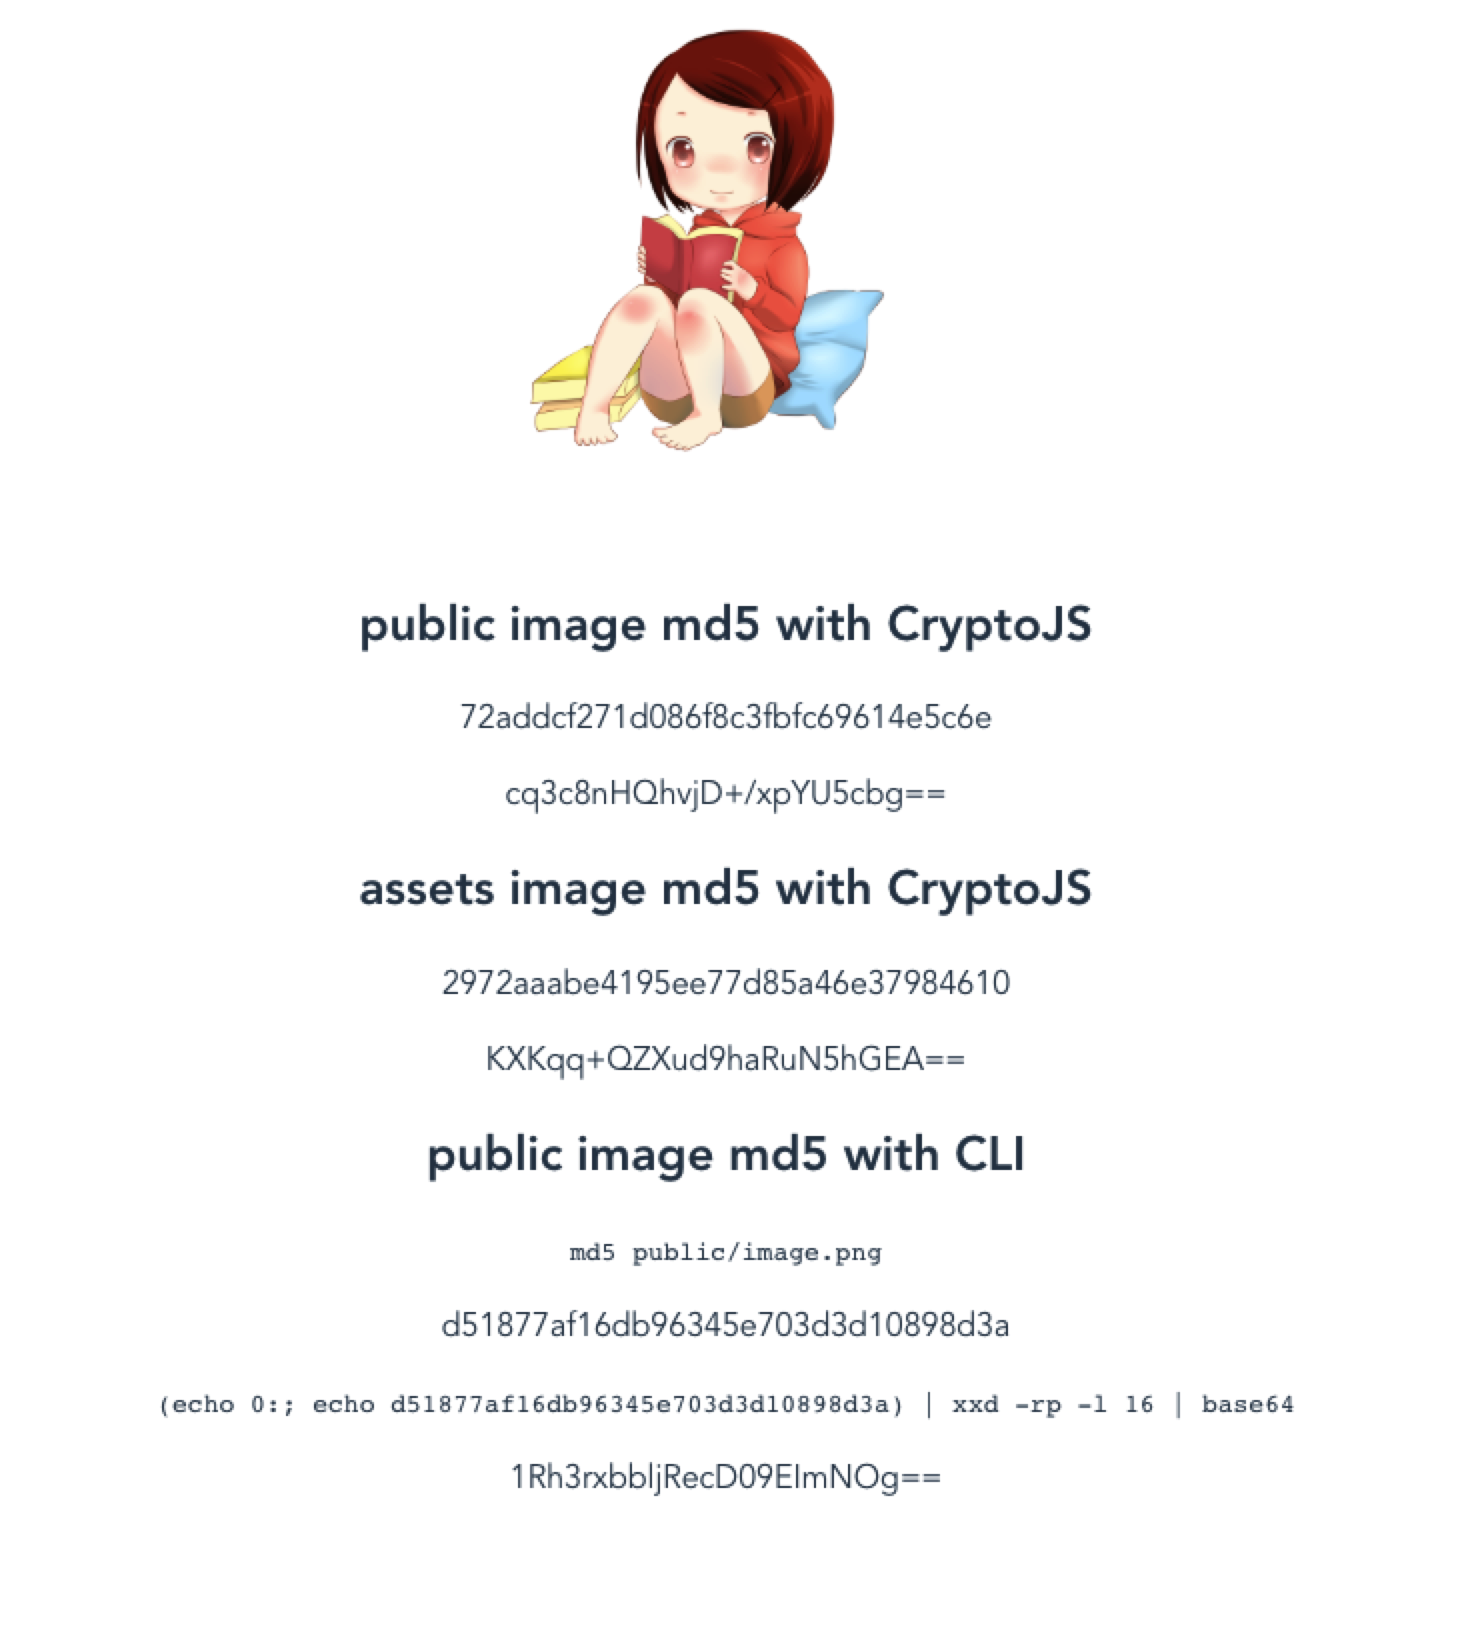 public image md5 with CryptoJS
72addcf271d086f8c3fbfc69614e5c6e
cq3c8nHQhvjD+/xpYU5cbg==
assets image md5 with CryptoJS
2972aaabe4195ee77d85a46e37984610
KXKqq+QZXud9haRuN5hGEA==
public image md5 with CLI
md5 public/image.png
d51877af16db96345e703d3d10898d3a
(echo 0:; echo d51877af16db96345e703d3d10898d3a) | xxd -rp -l 16 | base64
1Rh3rxbbljRecD09EImNOg==